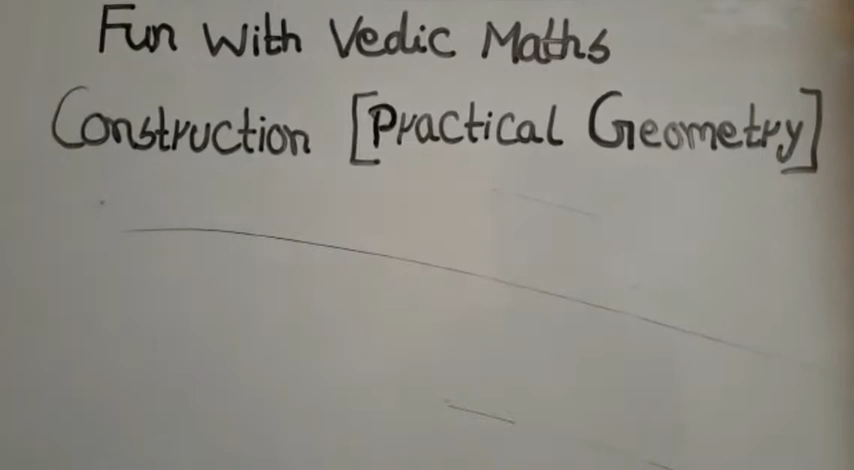 Fun With Vedic Maths
Construction [Practical Geometry]